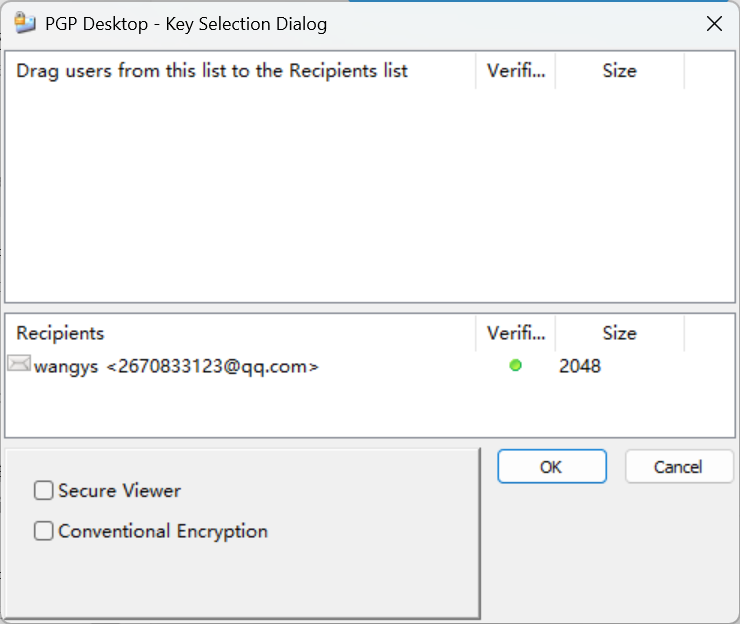 PGP Desktop - Key Selection Dialog
Drag users from this list to the Recipients list Verifi... Size
Recipients Verifi... Size
wangys <2670833123@qq.com> 2048
OK Cancel
Secure Viewer
Conventional Encryption